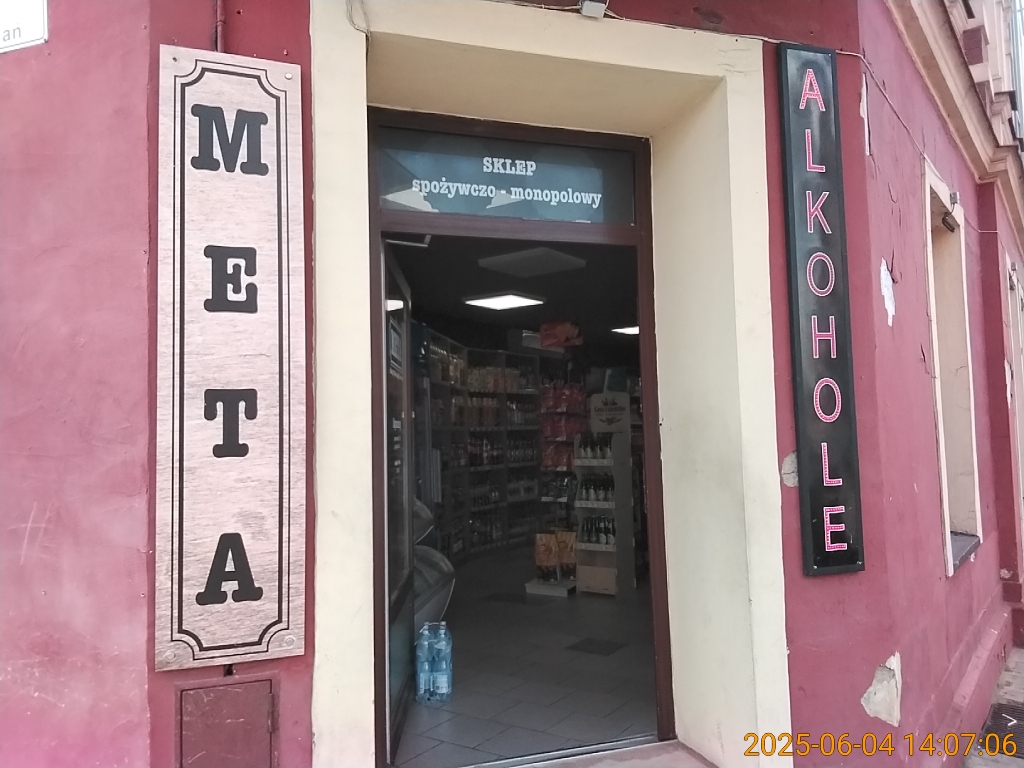 META
SKLEP
spożywczo - monopolowy
ALKOHOLE
2025-06-04 14:07:06